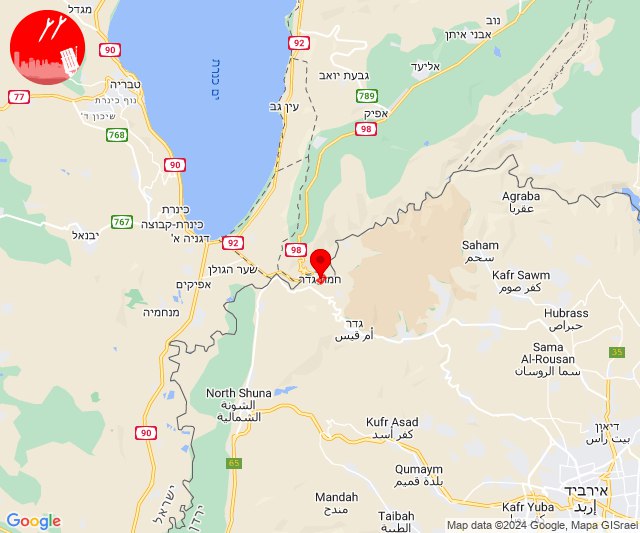 מגדל
90
92
נוב
אבני איתן
אליעד
טבריה
ים כנרת
גבעת יואב
77
נוף כינרת
שיכון ד'
789
עין גב
אפיק
768
98
90
Agraba
عقربا
כינרת
כינרת-קבוצה
767
יבנאל
דגניה א'
92
98
Saham
سحم
שער הגולן
חמת גדר
Kafr Sawm
كفر صوم
אפיקים
מנחמיה
Hubrass
حبراص
גדר
أم قيس
Sama
Al-Rousan
سما الروسان
35
North Shuna
الشونة
الشمالية
90
Kufr Asad
كفر أسد
דיאון
بيت راس
65
Qumaym
بلدة قميم
ישראל
ירדן
Mandah
مندح
אירביד
إربد
Kafr Yuba
Taibah
الطيبة
Google
Map data ©2024 Google, Mapa GISrael